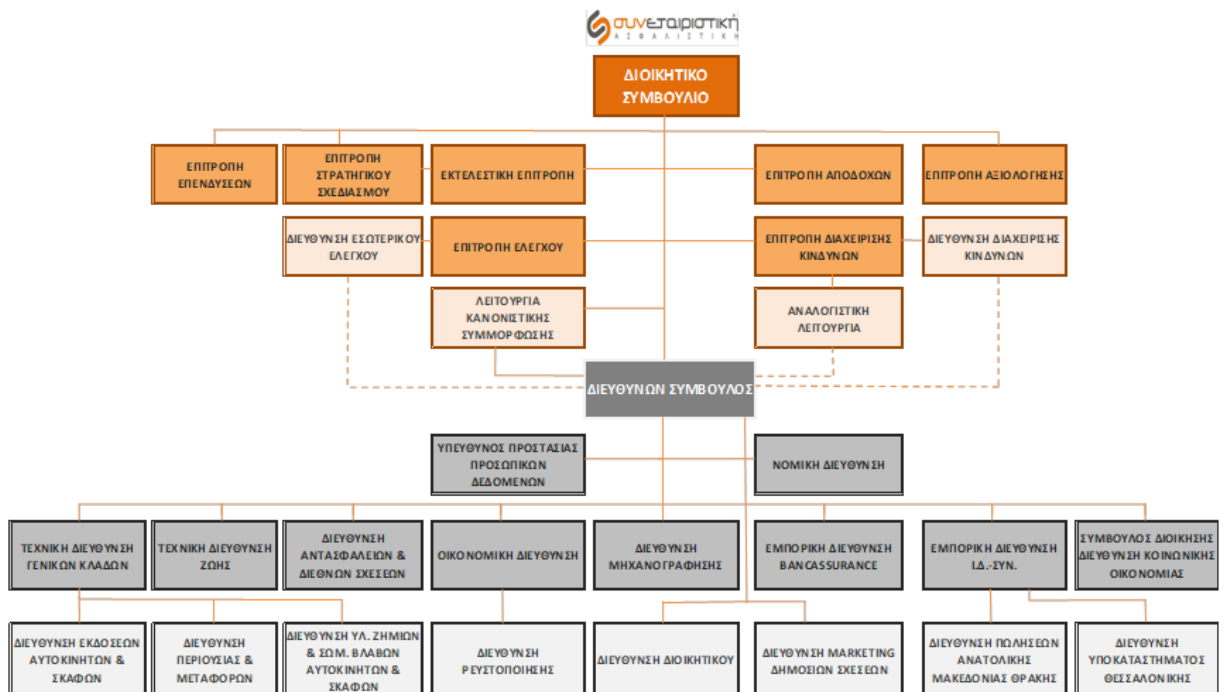 συνεταιριστική
ΑΣΦΑΛΙΣΤΙΚΗ
ΔΙΟΙΚΗΤΙΚΟ
ΣΥΜΒΟΥΛΙΟ
ΕΠΙΤΡΟΠΗ
ΕΠΕΝΔΥΣΕΩΝ
ΕΠΙΤΡΟΠΗ
ΣΤΡΑΤΗΓΙΚΟΥ
ΣΧΕΔΙΑΣΜΟΥ
ΕΚΤΕΛΕΣΤΙΚΗ ΕΠΙΤΡΟΠΗ
ΕΠΙΤΡΟΠΗ ΑΠΟΔΟΧΩΝ
ΕΠΙΤΡΟΠΗ ΑΞΙΟΛΟΓΗΣΗΣ
ΔΙΕΥΘΥΝΣΗ ΕΣΩΤΕΡΙΚΟΥ
ΕΛΕΓΧΟΥ
ΕΠΙΤΡΟΠΗ ΕΛΕΓΧΟΥ
ΕΠΙΤΡΟΠΗ ΔΙΑΧΕΙΡΙΣΗΣ
ΚΙΝΔΥΝΩΝ
ΔΙΕΥΘΥΝΣΗ ΔΙΑΧΕΙΡΙΣΗΣ
ΚΙΝΔΥΝΩΝ
ΛΕΙΤΟΥΡΓΙΑ
ΚΑΝΟΝΙΣΤΙΚΗΣ
ΣΥΜΜΟΡΦΩΣΗΣ
ΑΝΑΛΟΓΙΣΤΙΚΗ
ΛΕΙΤΟΥΡΓΙΑ
ΔΙΕΥΘΥΝΩΝ ΣΥΜΒΟΥΛΟΣ
ΥΠΕΥΘΥΝΟΣ ΠΡΟΣΤΑΣΙΑΣ
ΠΡΟΣΩΠΙΚΩΝ
ΔΕΔΟΜΕΝΩΝ
ΝΟΜΙΚΗ ΔΙΕΥΘΥΝΣΗ
ΤΕΧΝΙΚΗ ΔΙΕΥΘΥΝΣΗ
ΓΕΝΙΚΩΝ ΚΛΑΔΩΝ
ΤΕΧΝΙΚΗ ΔΙΕΥΘΥΝΣΗ
ΖΩΗΣ
ΔΙΕΥΘΥΝΣΗ
ΑΝΤΑΣΦΑΛΕΙΩΝ &
ΔΙΕΘΝΩΝ ΣΧΕΣΕΩΝ
ΟΙΚΟΝΟΜΙΚΗ ΔΙΕΥΘΥΝΣΗ
ΔΙΕΥΘΥΝΣΗ
ΜΗΧΑΝΟΓΡΑΦΗΣΗΣ
ΕΜΠΟΡΙΚΗ ΔΙΕΥΘΥΝΣΗ
BANCASSURANCE
ΕΜΠΟΡΙΚΗ ΔΙΕΥΘΥΝΣΗ
Ι.Δ.-ΣΥΝ.
ΣΥΜΒΟΥΛΟΣ ΔΙΟΙΚΗΣΗΣ
ΔΙΕΥΘΥΝΣΗ ΚΟΙΝΩΝΙΚΗΣ
ΟΙΚΟΝΟΜΙΑΣ
ΔΙΕΥΘΥΝΣΗ ΕΚΔΟΣΕΩΝ
ΑΥΤΟΚΙΝΗΤΩΝ &
ΣΚΑΦΩΝ
ΔΙΕΥΘΥΝΣΗ
ΠΕΡΙΟΥΣΙΑΣ &
ΜΕΤΑΦΟΡΩΝ
ΔΙΕΥΘΥΝΣΗ ΥΛ. ΖΗΜΙΩΝ
& ΣΩΜ. ΒΛΑΒΩΝ
ΑΥΤΟΚΙΝΗΤΩΝ &
ΣΚΑΦΩΝ
ΔΙΕΥΘΥΝΣΗ
ΡΕΥΣΤΟΠΟΙΗΣΗΣ
ΔΙΕΥΘΥΝΣΗ ΔΙΟΙΚΗΤΙΚΟΥ
ΔΙΕΥΘΥΝΣΗ MARKETING
ΔΗΜΟΣΙΩΝ ΣΧΕΣΕΩΝ
ΔΙΕΥΘΥΝΣΗ ΠΩΛΗΣΕΩΝ
ΑΝΑΤΟΛΙΚΗΣ
ΜΑΚΕΔΟΝΙΑΣ ΘΡΑΚΗΣ
ΔΙΕΥΘΥΝΣΗ
ΥΠΟΚΑΤΑΣΤΗΜΑΤΟΣ
ΘΕΣΣΑΛΟΝΙΚΗΣ